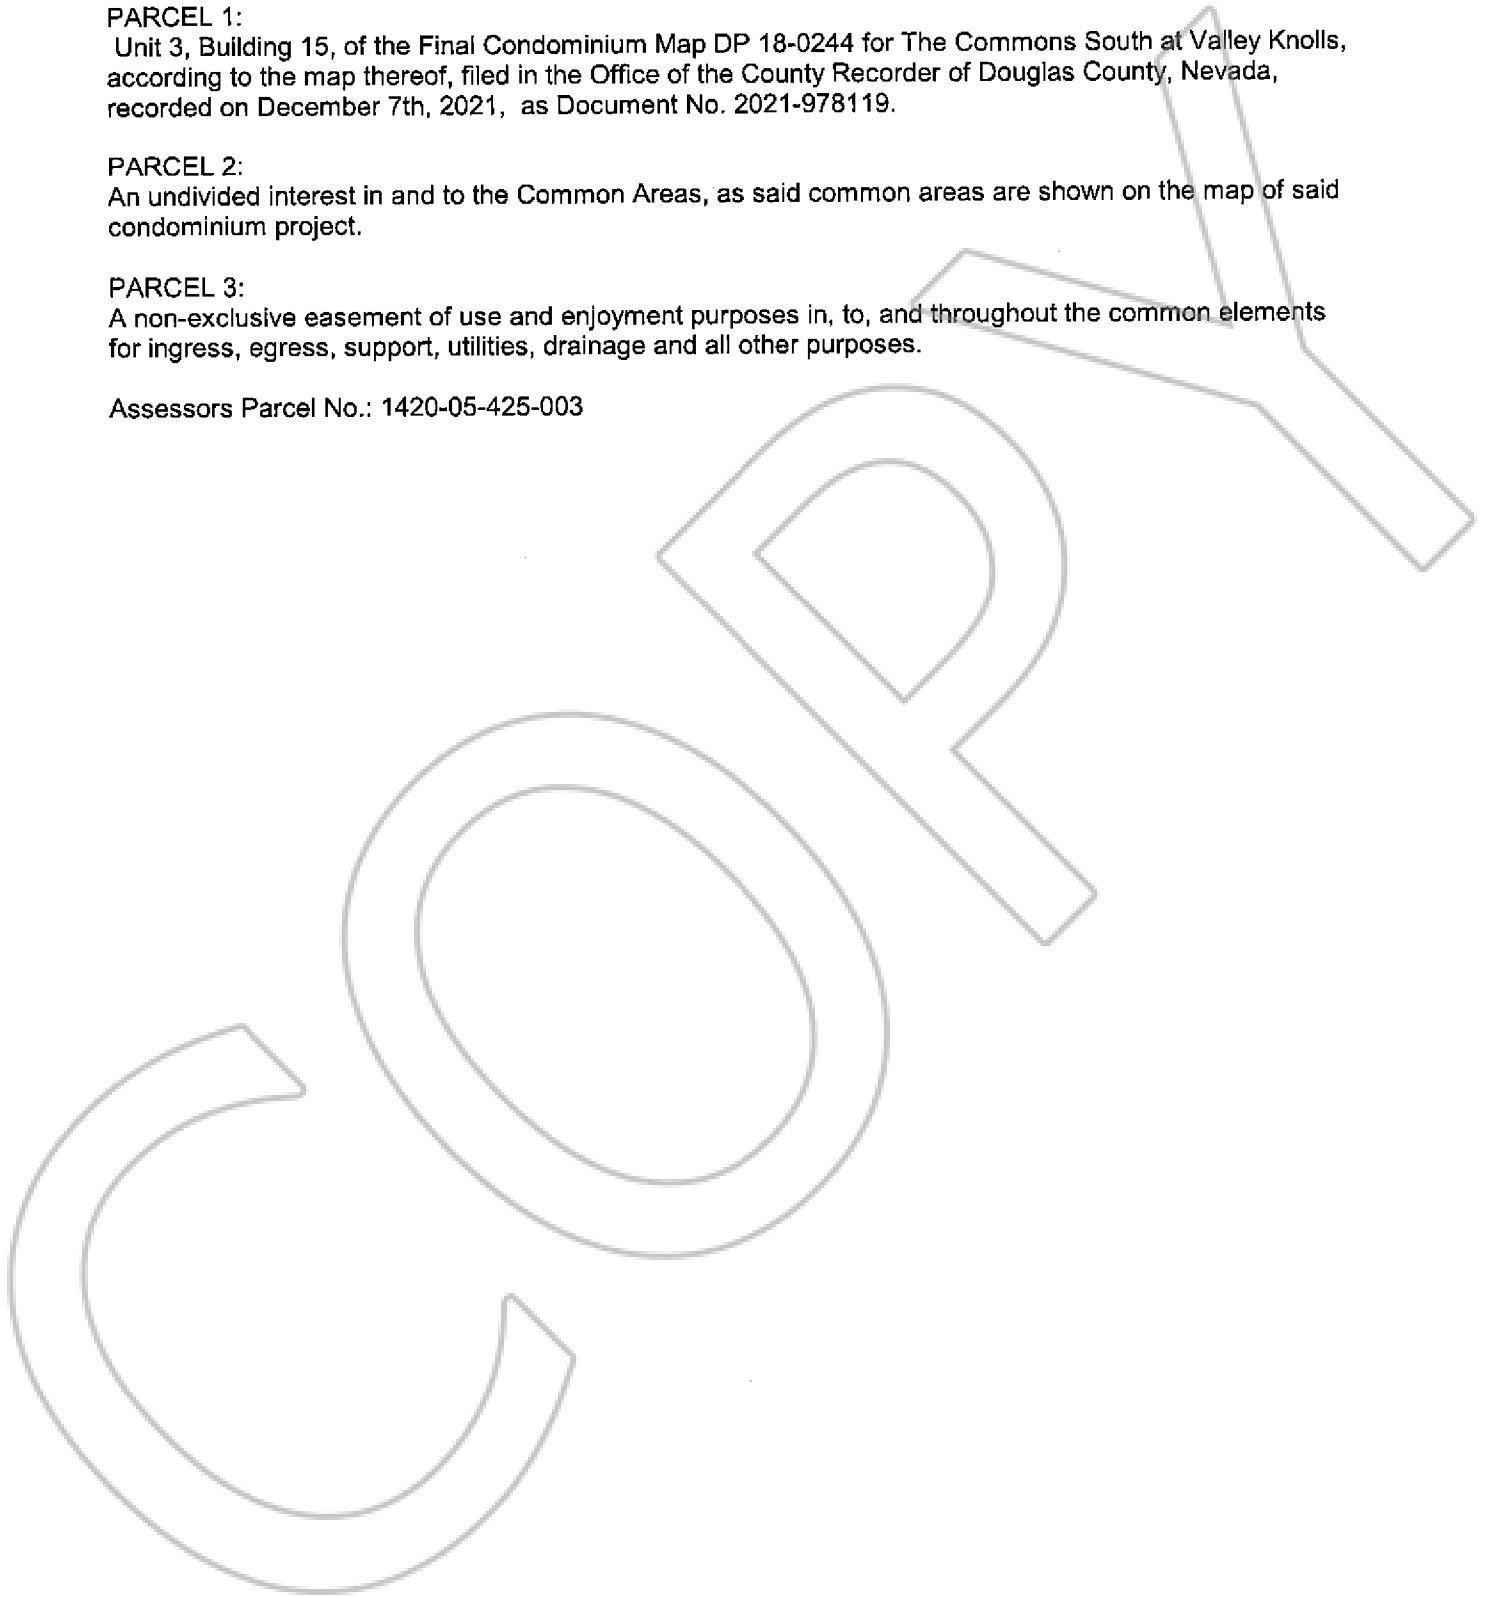 PARCEL 1:
Unit 3, Building 15, of the Final Condominium Map DP 18-0244 for The Commons South at Valley Knolls,
according to the map thereof, filed in the Office of the County Recorder of Douglas County, Nevada,
recorded on December 7th, 2021, as Document No. 2021-978119.
PARCEL 2:
An undivided interest in and to the Common Areas, as said common areas are shown on the map of said
condominium project.
PARCEL 3:
A non-exclusive easement of use and enjoyment purposes in, to, and throughout the common elements
for ingress, egress, support, utilities, drainage and all other purposes.
Assessors Parcel No.: 1420-05-425-003
COPY